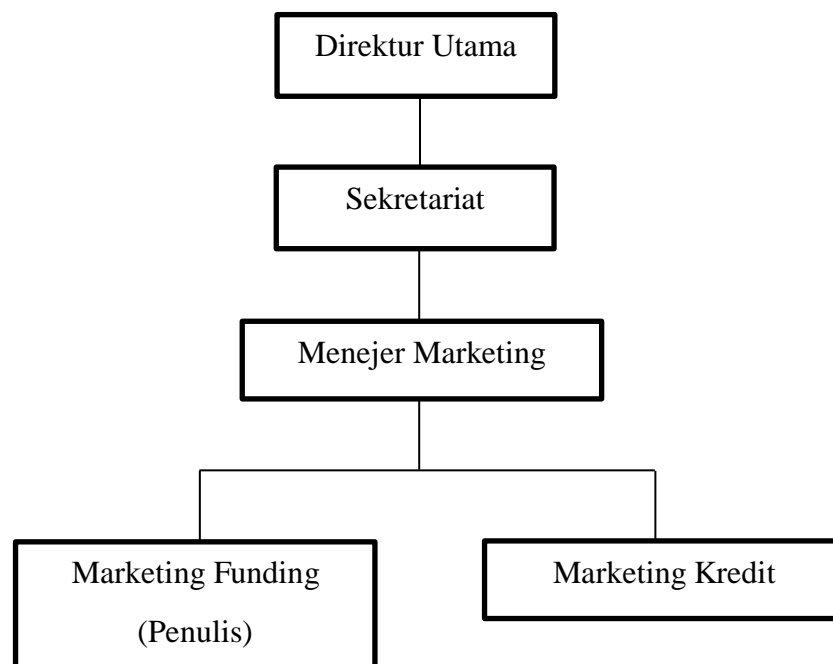 Direktur Utama
Sekretariat
Menejer Marketing
Marketing Funding
(Penulis)
Marketing Kredit